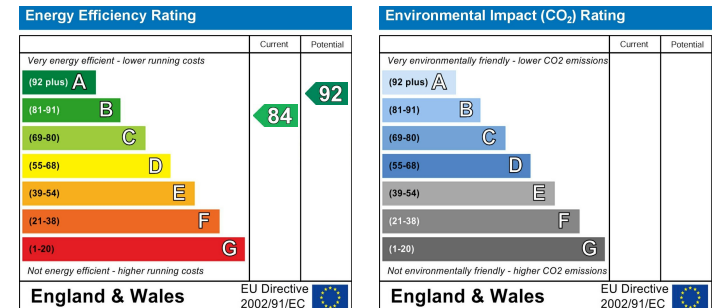 Energy Efficiency Rating
Current Potential
Very energy efficient - lower running costs
(92 plus) A
92
(81-91) B
84
(69-80) C
(55-68) D
(39-54) E
(21-38) F
(1-20) G
Not energy efficient - higher running costs
England & Wales
EU Directive
2002/91/EC
Environmental Impact (CO₂) Rating
Current Potential
Very environmentally friendly - lower CO2 emissions
(92 plus) A
(81-91) B
(69-80) C
(55-68) D
(39-54) E
(21-38) F
(1-20) G
Not environmentally friendly - higher CO2 emissions
England & Wales
EU Directive
2002/91/EC